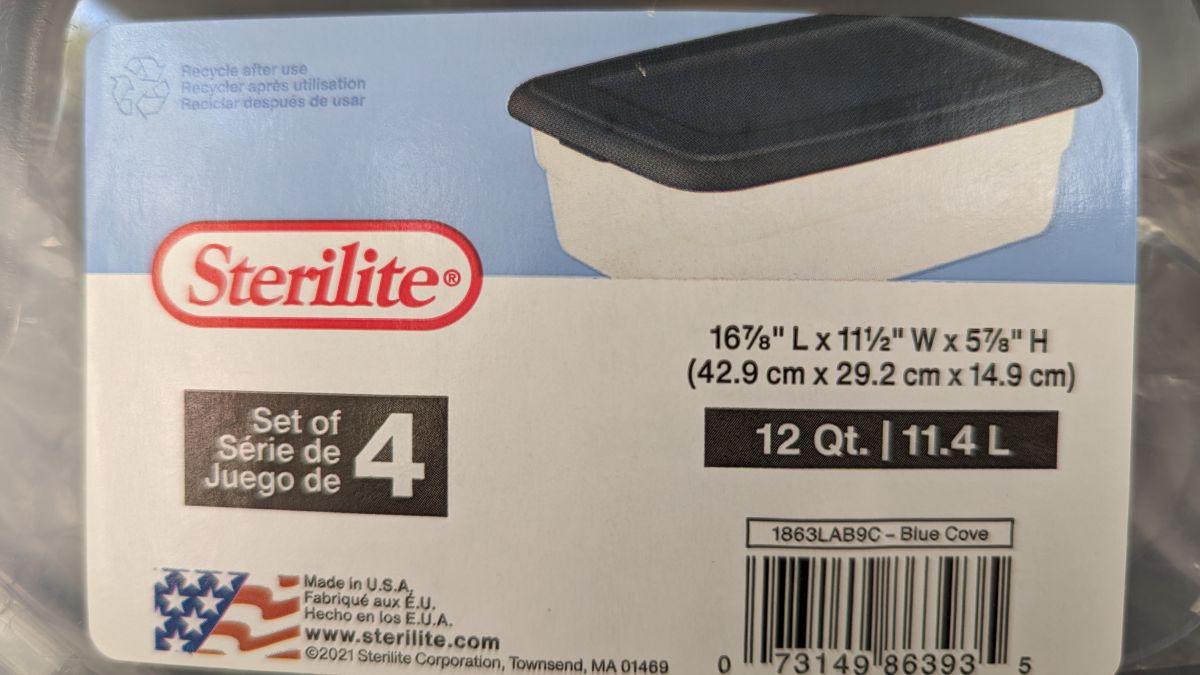 Recycle after use
Recycler après utilisation
Reciclar después de usar
Sterilite®
16⅞" L x 11½" W x 5⅞" H
(42.9 cm x 29.2 cm x 14.9 cm)
Set of
Série de
Juego de
4
12 Qt. | 11.4 L
1863LAB9C – Blue Cove
Made in U.S.A.
Fabriqué aux É.U.
Hecho en los E.U.A.
www.sterilite.com
©2021 Sterilite Corporation, Townsend, MA 01469
0 73149 86393 5